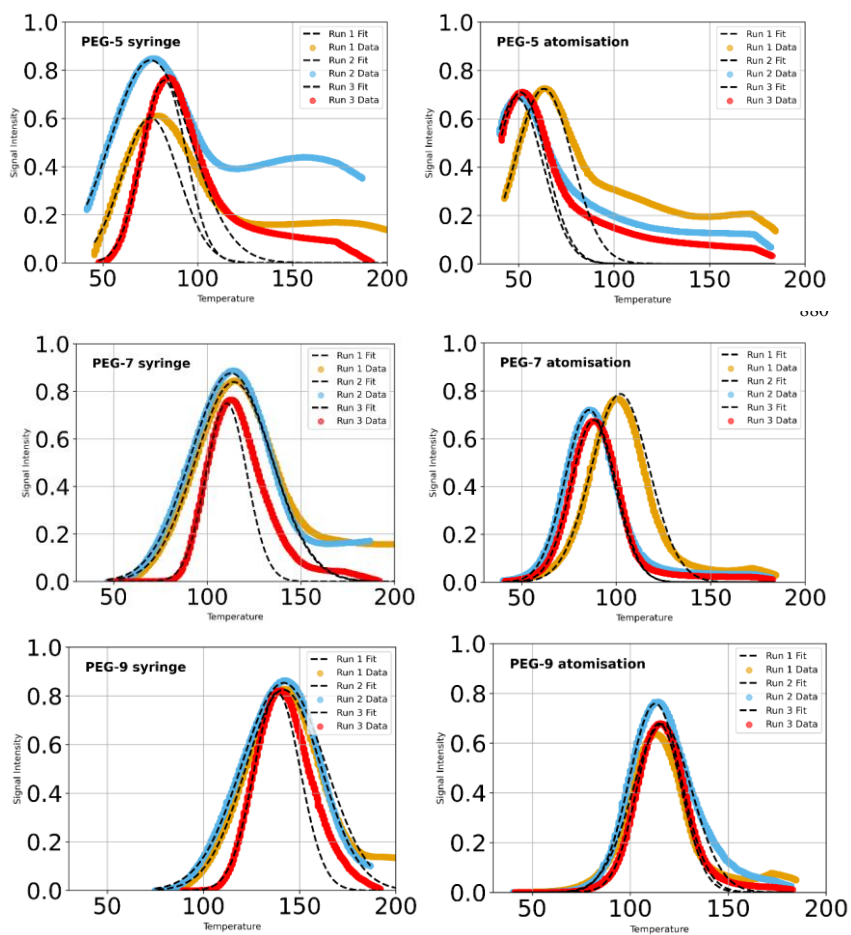 PEG-5 syringe
Run 1 Fit
Run 1 Data
Run 2 Fit
Run 2 Data
Run 3 Fit
Run 3 Data
1.0
0.8
0.6
0.4
0.2
0.0
Signal Intensity
50 100 150 200
Temperature
PEG-5 atomisation
Run 1 Fit
Run 1 Data
Run 2 Fit
Run 2 Data
Run 3 Fit
Run 3 Data
1.0
0.8
0.6
0.4
0.2
0.0
Signal Intensity
50 100 150 200
Temperature
PEG-7 syringe
Run 1 Fit
Run 1 Data
Run 2 Fit
Run 2 Data
Run 3 Fit
Run 3 Data
1.0
0.8
0.6
0.4
0.2
0.0
Signal Intensity
50 100 150 200
Temperature
PEG-7 atomisation
Run 1 Fit
Run 1 Data
Run 2 Fit
Run 2 Data
Run 3 Fit
Run 3 Data
1.0
0.8
0.6
0.4
0.2
0.0
Signal Intensity
50 100 150 200
Temperature
PEG-9 syringe
Run 1 Fit
Run 1 Data
Run 2 Fit
Run 2 Data
Run 3 Fit
Run 3 Data
1.0
0.8
0.6
0.4
0.2
0.0
Signal Intensity
50 100 150 200
Temperature
PEG-9 atomisation
Run 1 Fit
Run 1 Data
Run 2 Fit
Run 2 Data
Run 3 Fit
Run 3 Data
1.0
0.8
0.6
0.4
0.2
0.0
Signal Intensity
50 100 150 200
Temperature